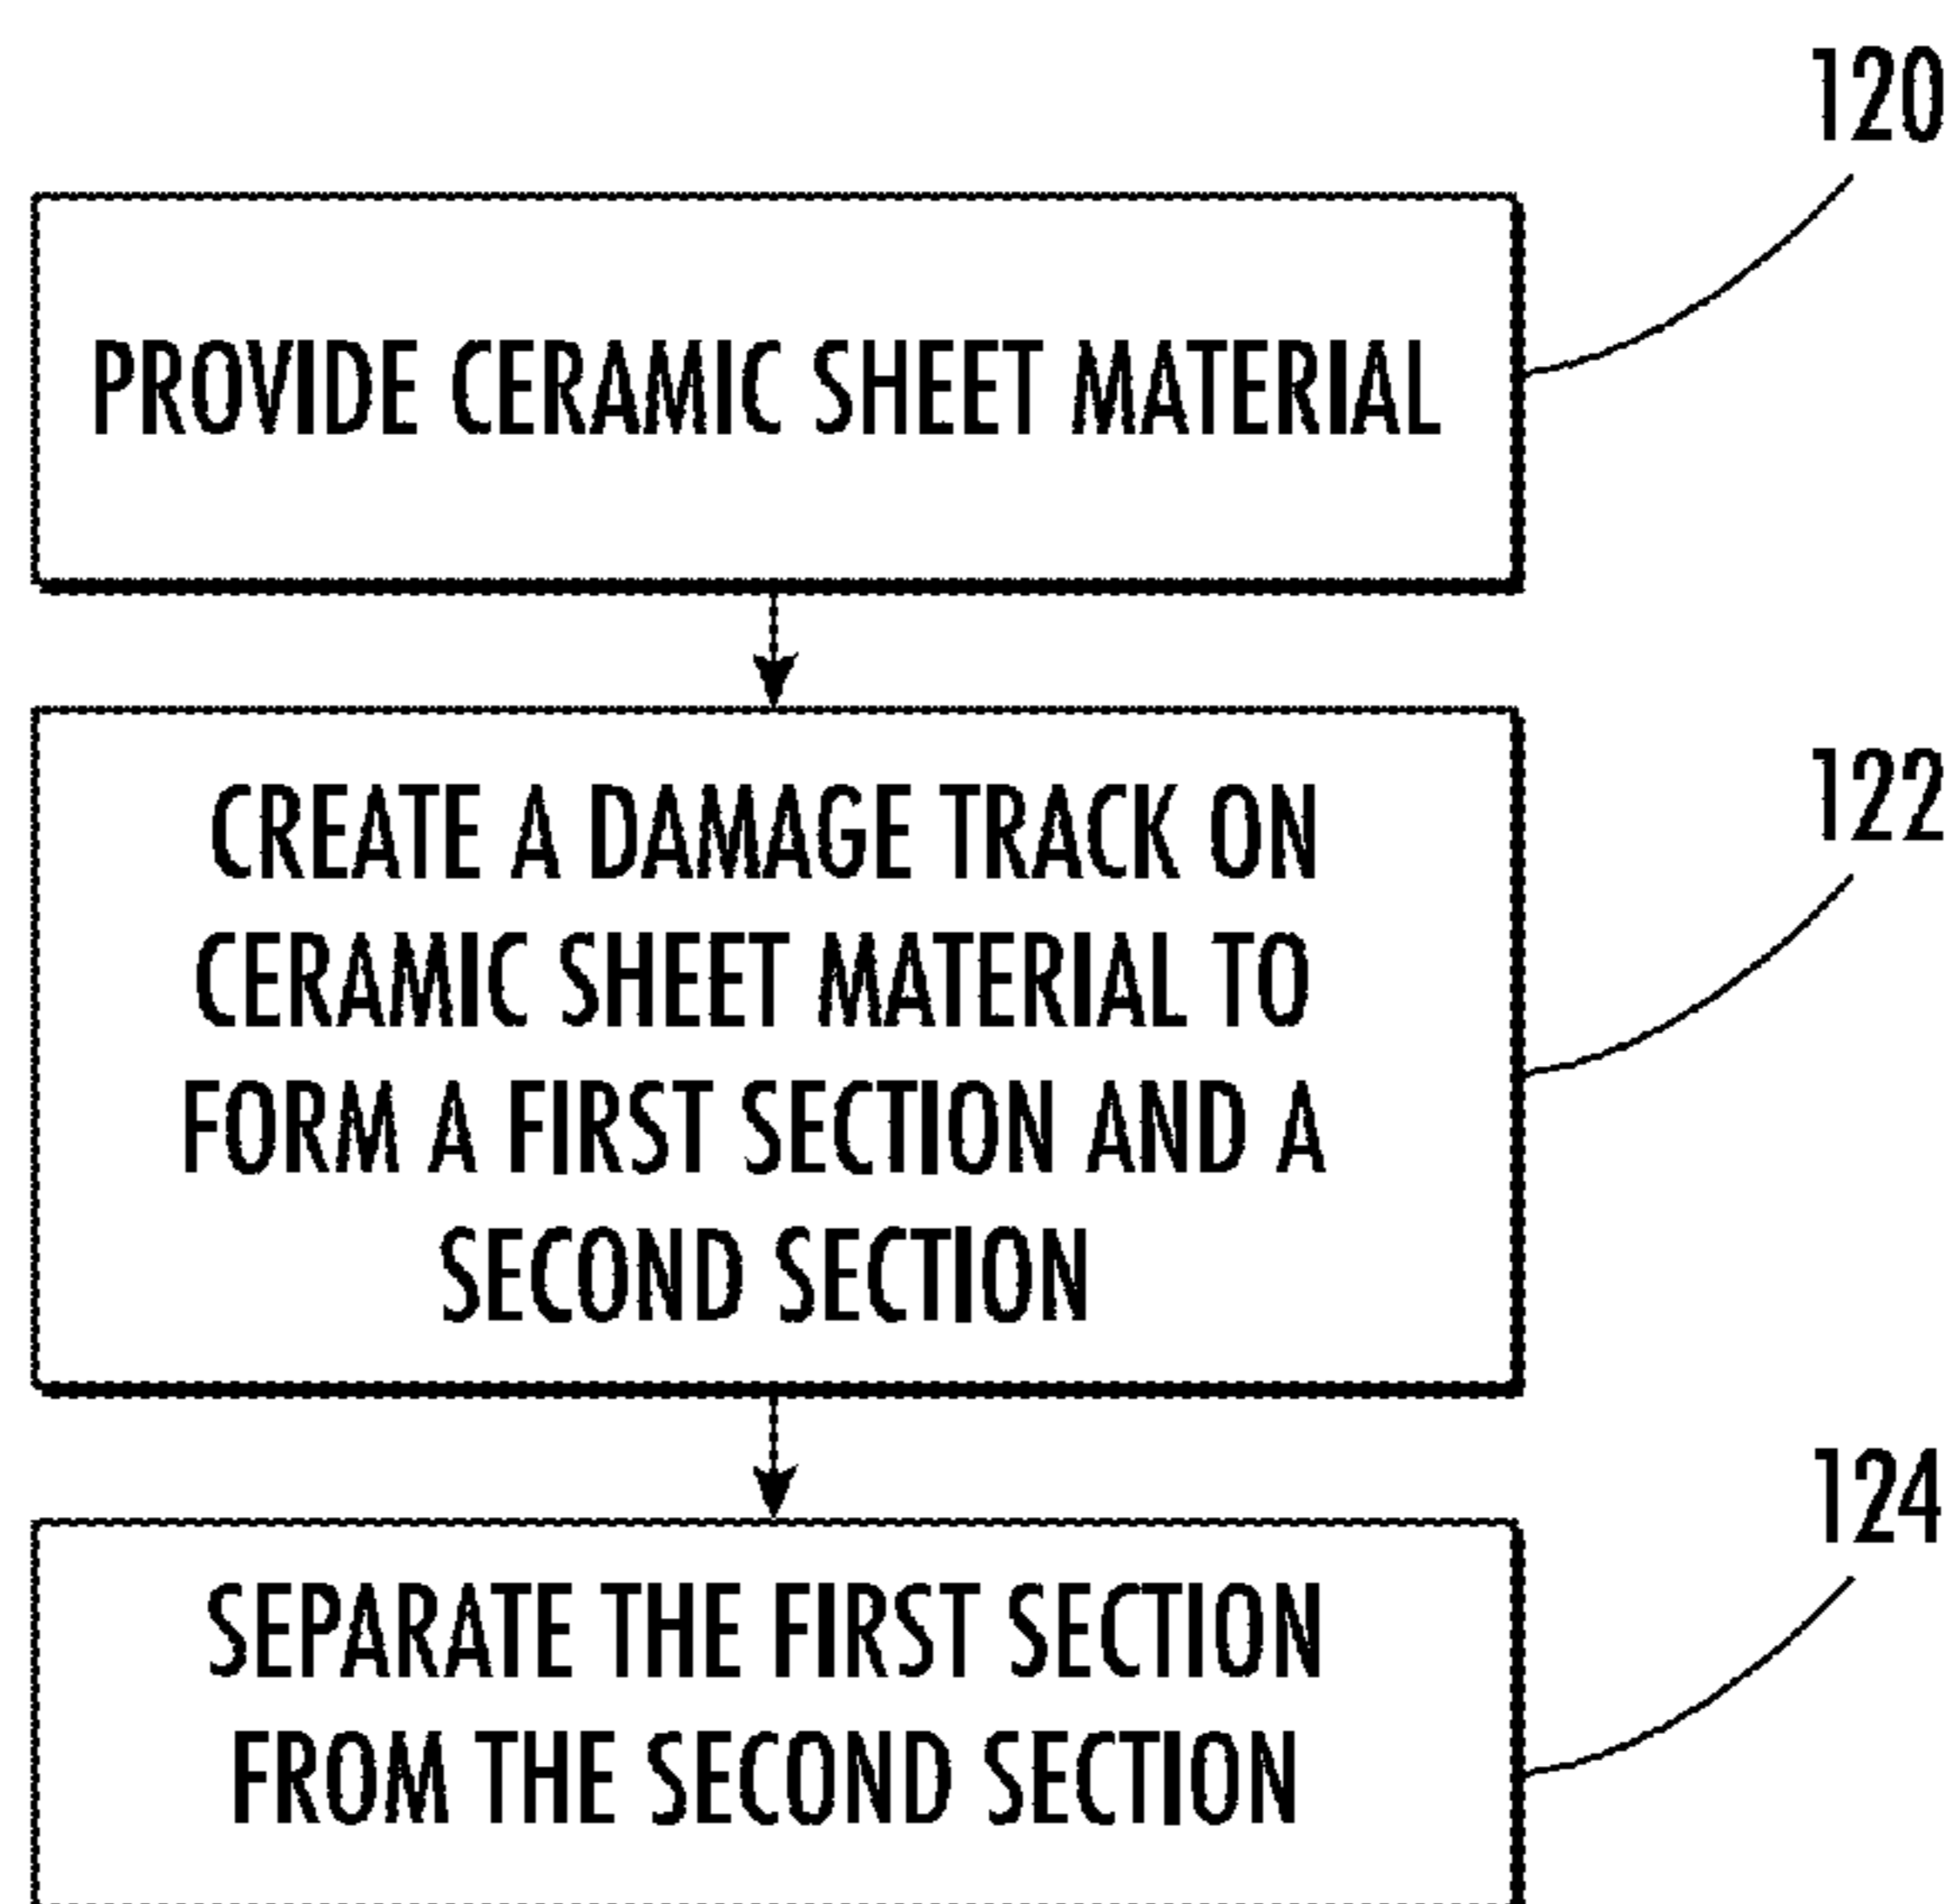 120
PROVIDE CERAMIC SHEET MATERIAL
122
CREATE A DAMAGE TRACK ON
CERAMIC SHEET MATERIAL TO
FORM A FIRST SECTION AND A
SECOND SECTION
124
SEPARATE THE FIRST SECTION
FROM THE SECOND SECTION